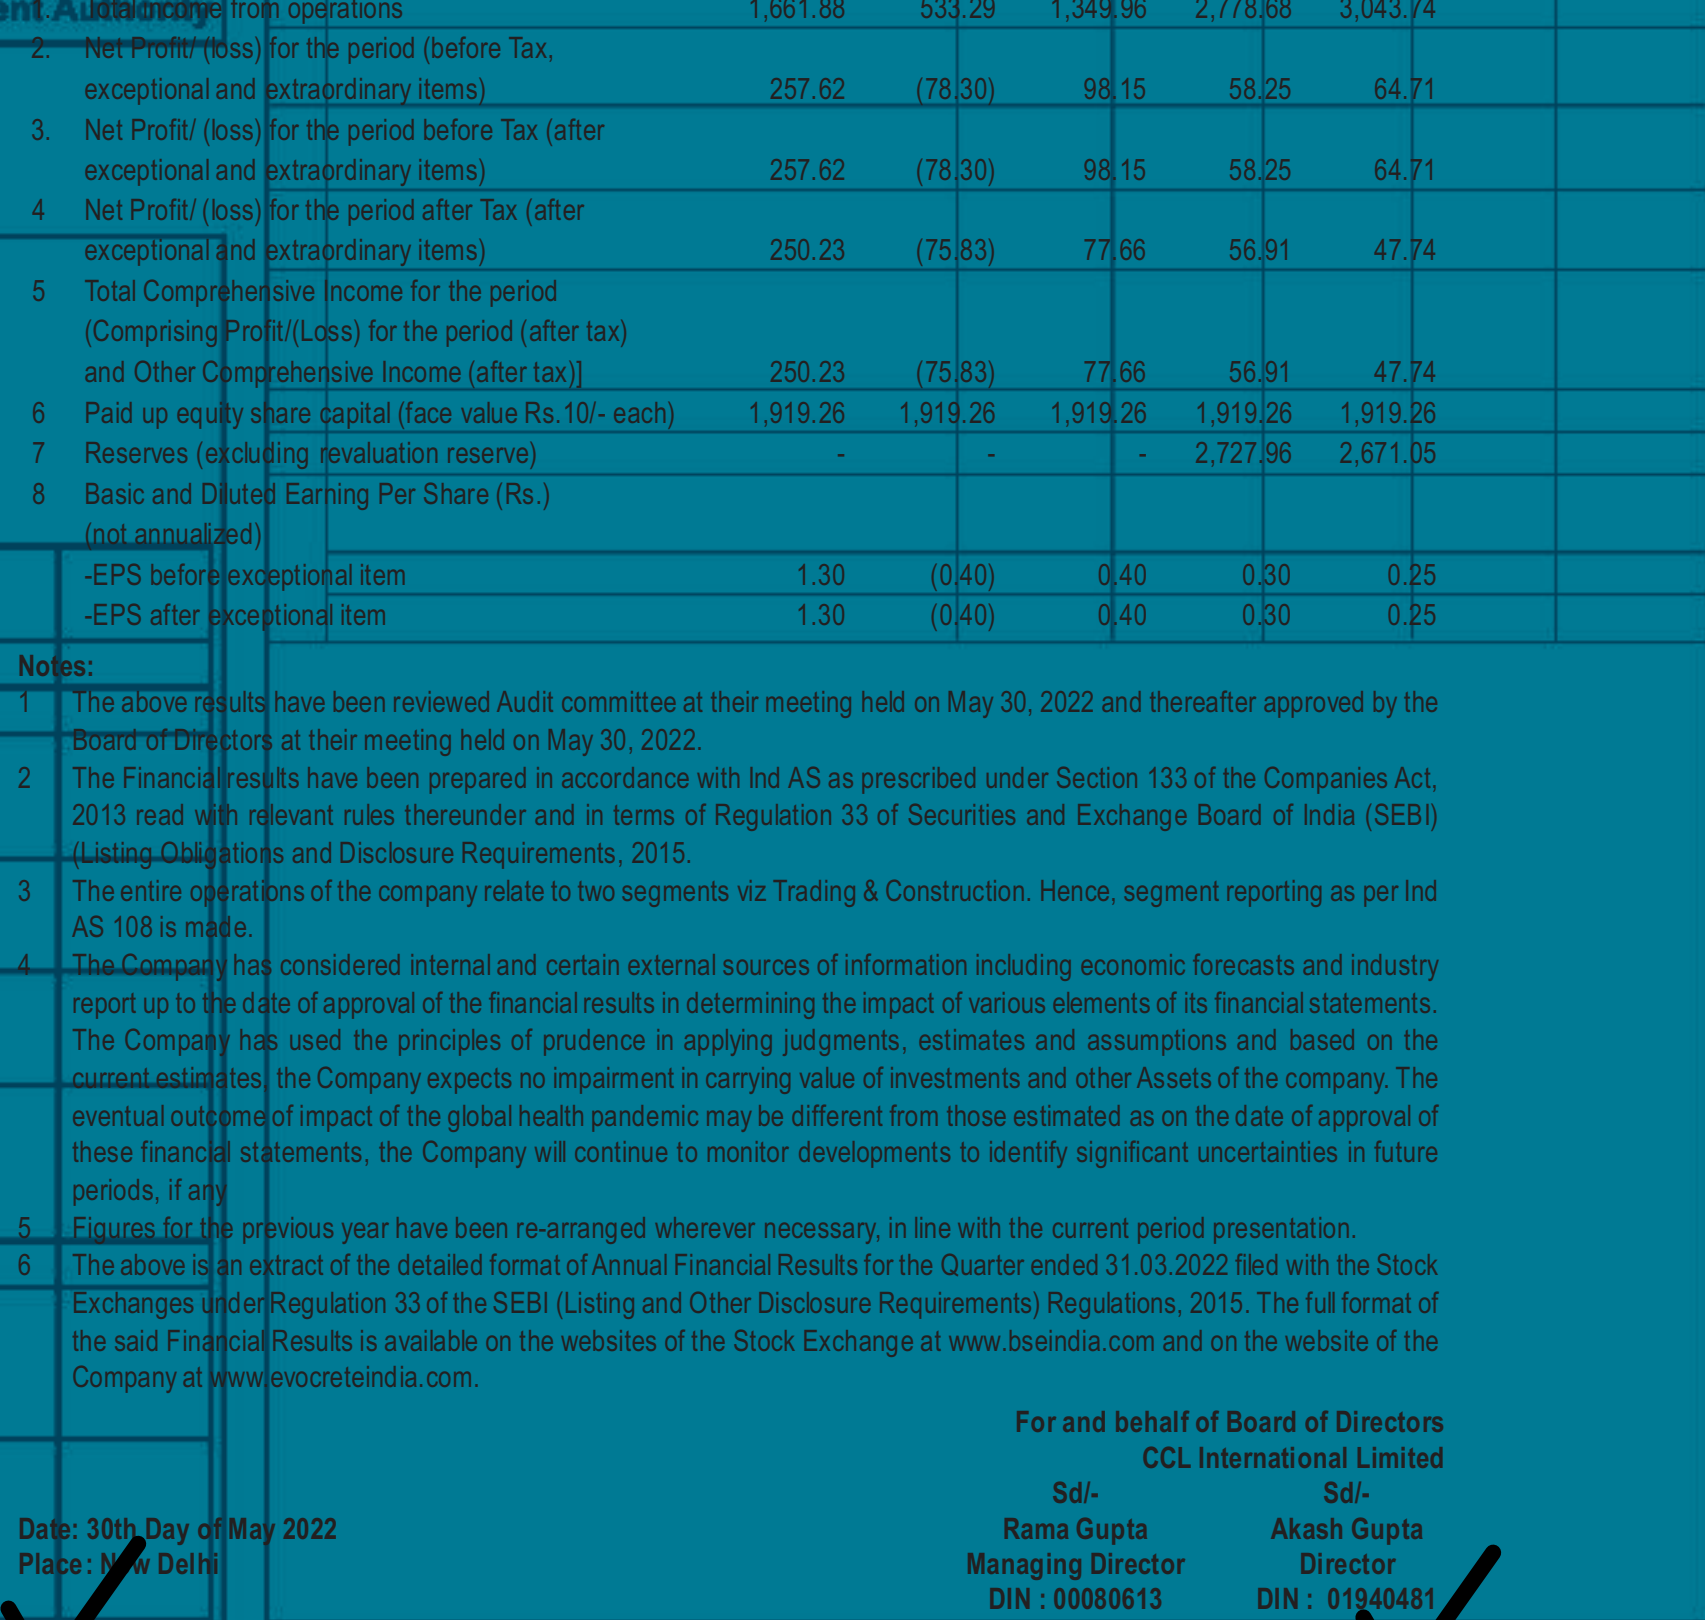 ent Authority
1. Total income from operations 1,661.88 533.29 1,349.96 2,778.68 3,043.74
2. Net Profit/ (loss) for the period (before Tax,
exceptional and extraordinary items) 257.62 (78.30) 98.15 58.25 64.71
3. Net Profit/ (loss) for the period before Tax (after
exceptional and extraordinary items) 257.62 (78.30) 98.15 58.25 64.71
4 Net Profit/ (loss) for the period after Tax (after
exceptional and extraordinary items) 250.23 (75.83) 77.66 56.91 47.74
5 Total Comprehensive Income for the period
(Comprising Profit/(Loss) for the period (after tax)
and Other Comprehensive Income (after tax)] 250.23 (75.83) 77.66 56.91 47.74
6 Paid up equity share capital (face value Rs.10/- each) 1,919.26 1,919.26 1,919.26 1,919.26 1,919.26
7 Reserves (excluding revaluation reserve) - - - 2,727.96 2,671.05
8 Basic and Diluted Earning Per Share (Rs.)
(not annualized)
-EPS before exceptional item 1.30 (0.40) 0.40 0.30 0.25
-EPS after exceptional item 1.30 (0.40) 0.40 0.30 0.25
Notes:
1 The above results have been reviewed Audit committee at their meeting held on May 30, 2022 and thereafter approved by the
Board of Directors at their meeting held on May 30, 2022.
2 The Financial results have been prepared in accordance with Ind AS as prescribed under Section 133 of the Companies Act,
2013 read with relevant rules thereunder and in terms of Regulation 33 of Securities and Exchange Board of India (SEBI)
(Listing Obligations and Disclosure Requirements, 2015.
3 The entire operations of the company relate to two segments viz Trading & Construction. Hence, segment reporting as per Ind
AS 108 is made.
4 The Company has considered internal and certain external sources of information including economic forecasts and industry
report up to the date of approval of the financial results in determining the impact of various elements of its financial statements.
The Company has used the principles of prudence in applying judgments, estimates and assumptions and based on the
current estimates, the Company expects no impairment in carrying value of investments and other Assets of the company. The
eventual outcome of impact of the global health pandemic may be different from those estimated as on the date of approval of
these financial statements, the Company will continue to monitor developments to identify significant uncertainties in future
periods, if any
5 Figures for the previous year have been re-arranged wherever necessary, in line with the current period presentation.
6 The above is an extract of the detailed format of Annual Financial Results for the Quarter ended 31.03.2022 filed with the Stock
Exchanges under Regulation 33 of the SEBI (Listing and Other Disclosure Requirements) Regulations, 2015. The full format of
the said Financial Results is available on the websites of the Stock Exchange at www.bseindia.com and on the website of the
Company at www.evocreteindia.com.
For and behalf of Board of Directors
CCL International Limited
Sd/- Sd/-
Date: 30th Day of May 2022 Rama Gupta Akash Gupta
Place: New Delhi Managing Director Director
DIN : 00080613 DIN : 01940481